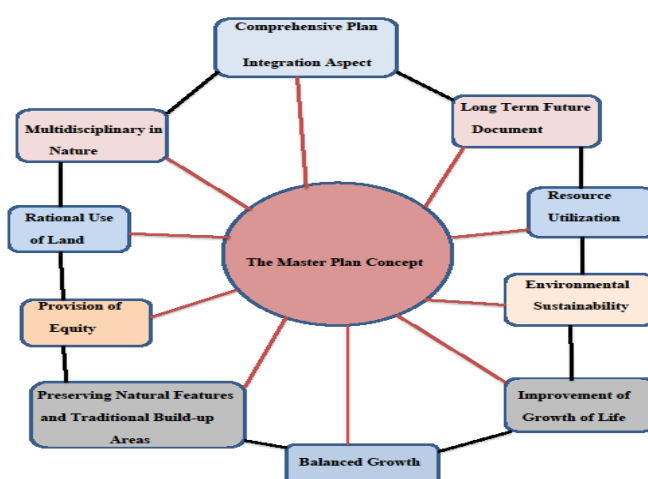 Comprehensive Plan
Integration Aspect
Long Term Future
Document
Multidisciplinary in
Nature
Resource
Utilization
Rational Use
of Land
The Master Plan Concept
Environmental
Sustainability
Provision of
Equity
Preserving Natural Features
and Traditional Build-up
Areas
Improvement of
Growth of Life
Balanced Growth